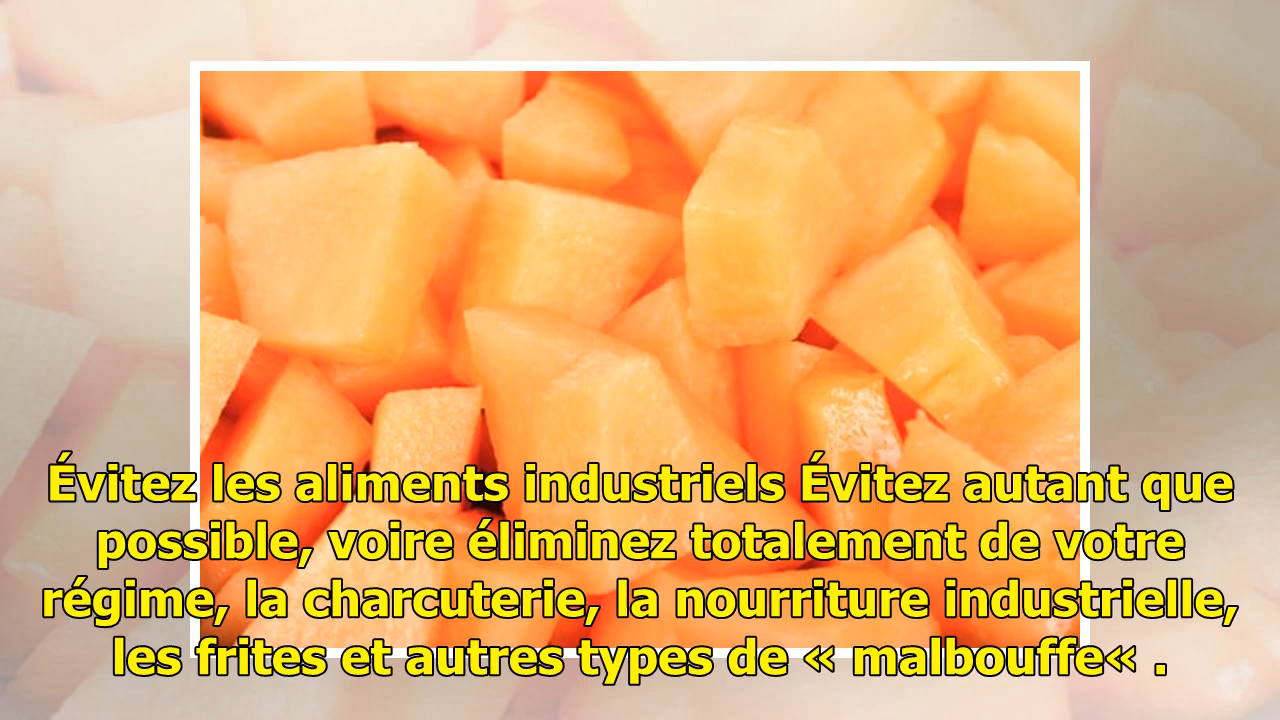 Évitez les aliments industriels Évitez autant que
possible, voire éliminez totalement de votre
régime, la charcuterie, la nourriture industrielle,
les frites et autres types de « malbouffe« .